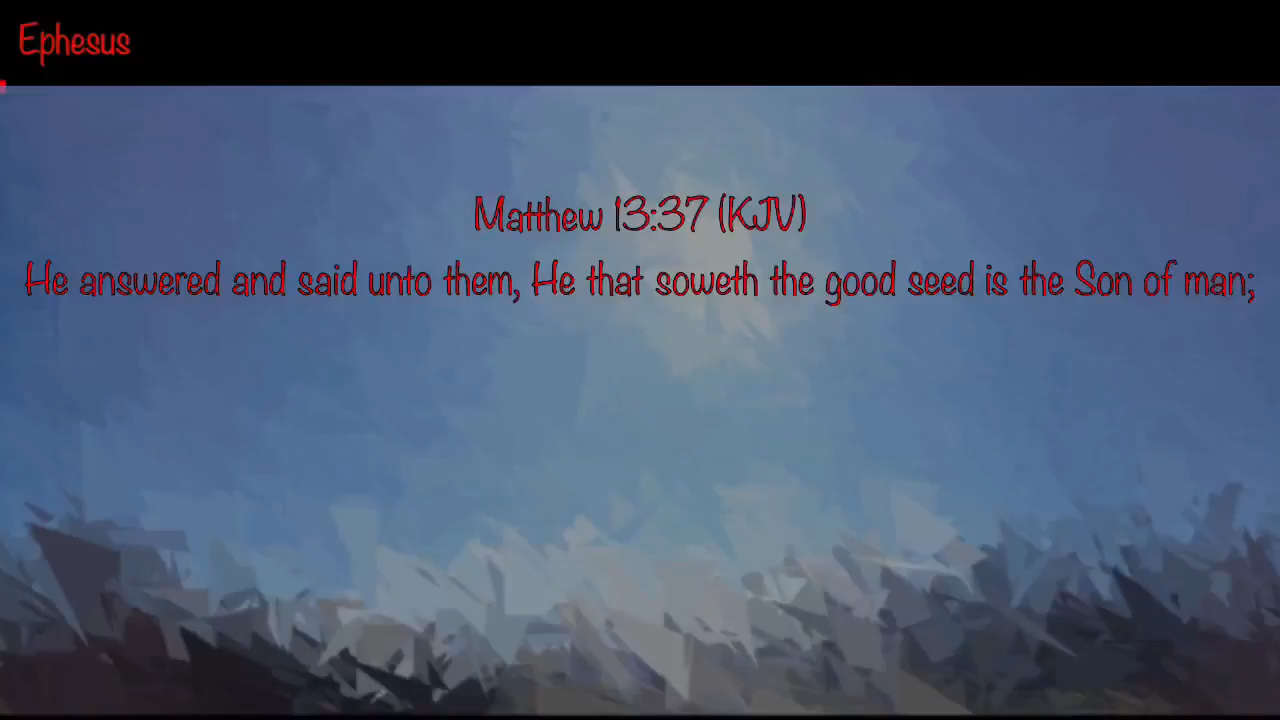 Ephesus
Matthew 13:37 (KJV)
He answered and said unto them, He that soweth the good seed is the Son of man;